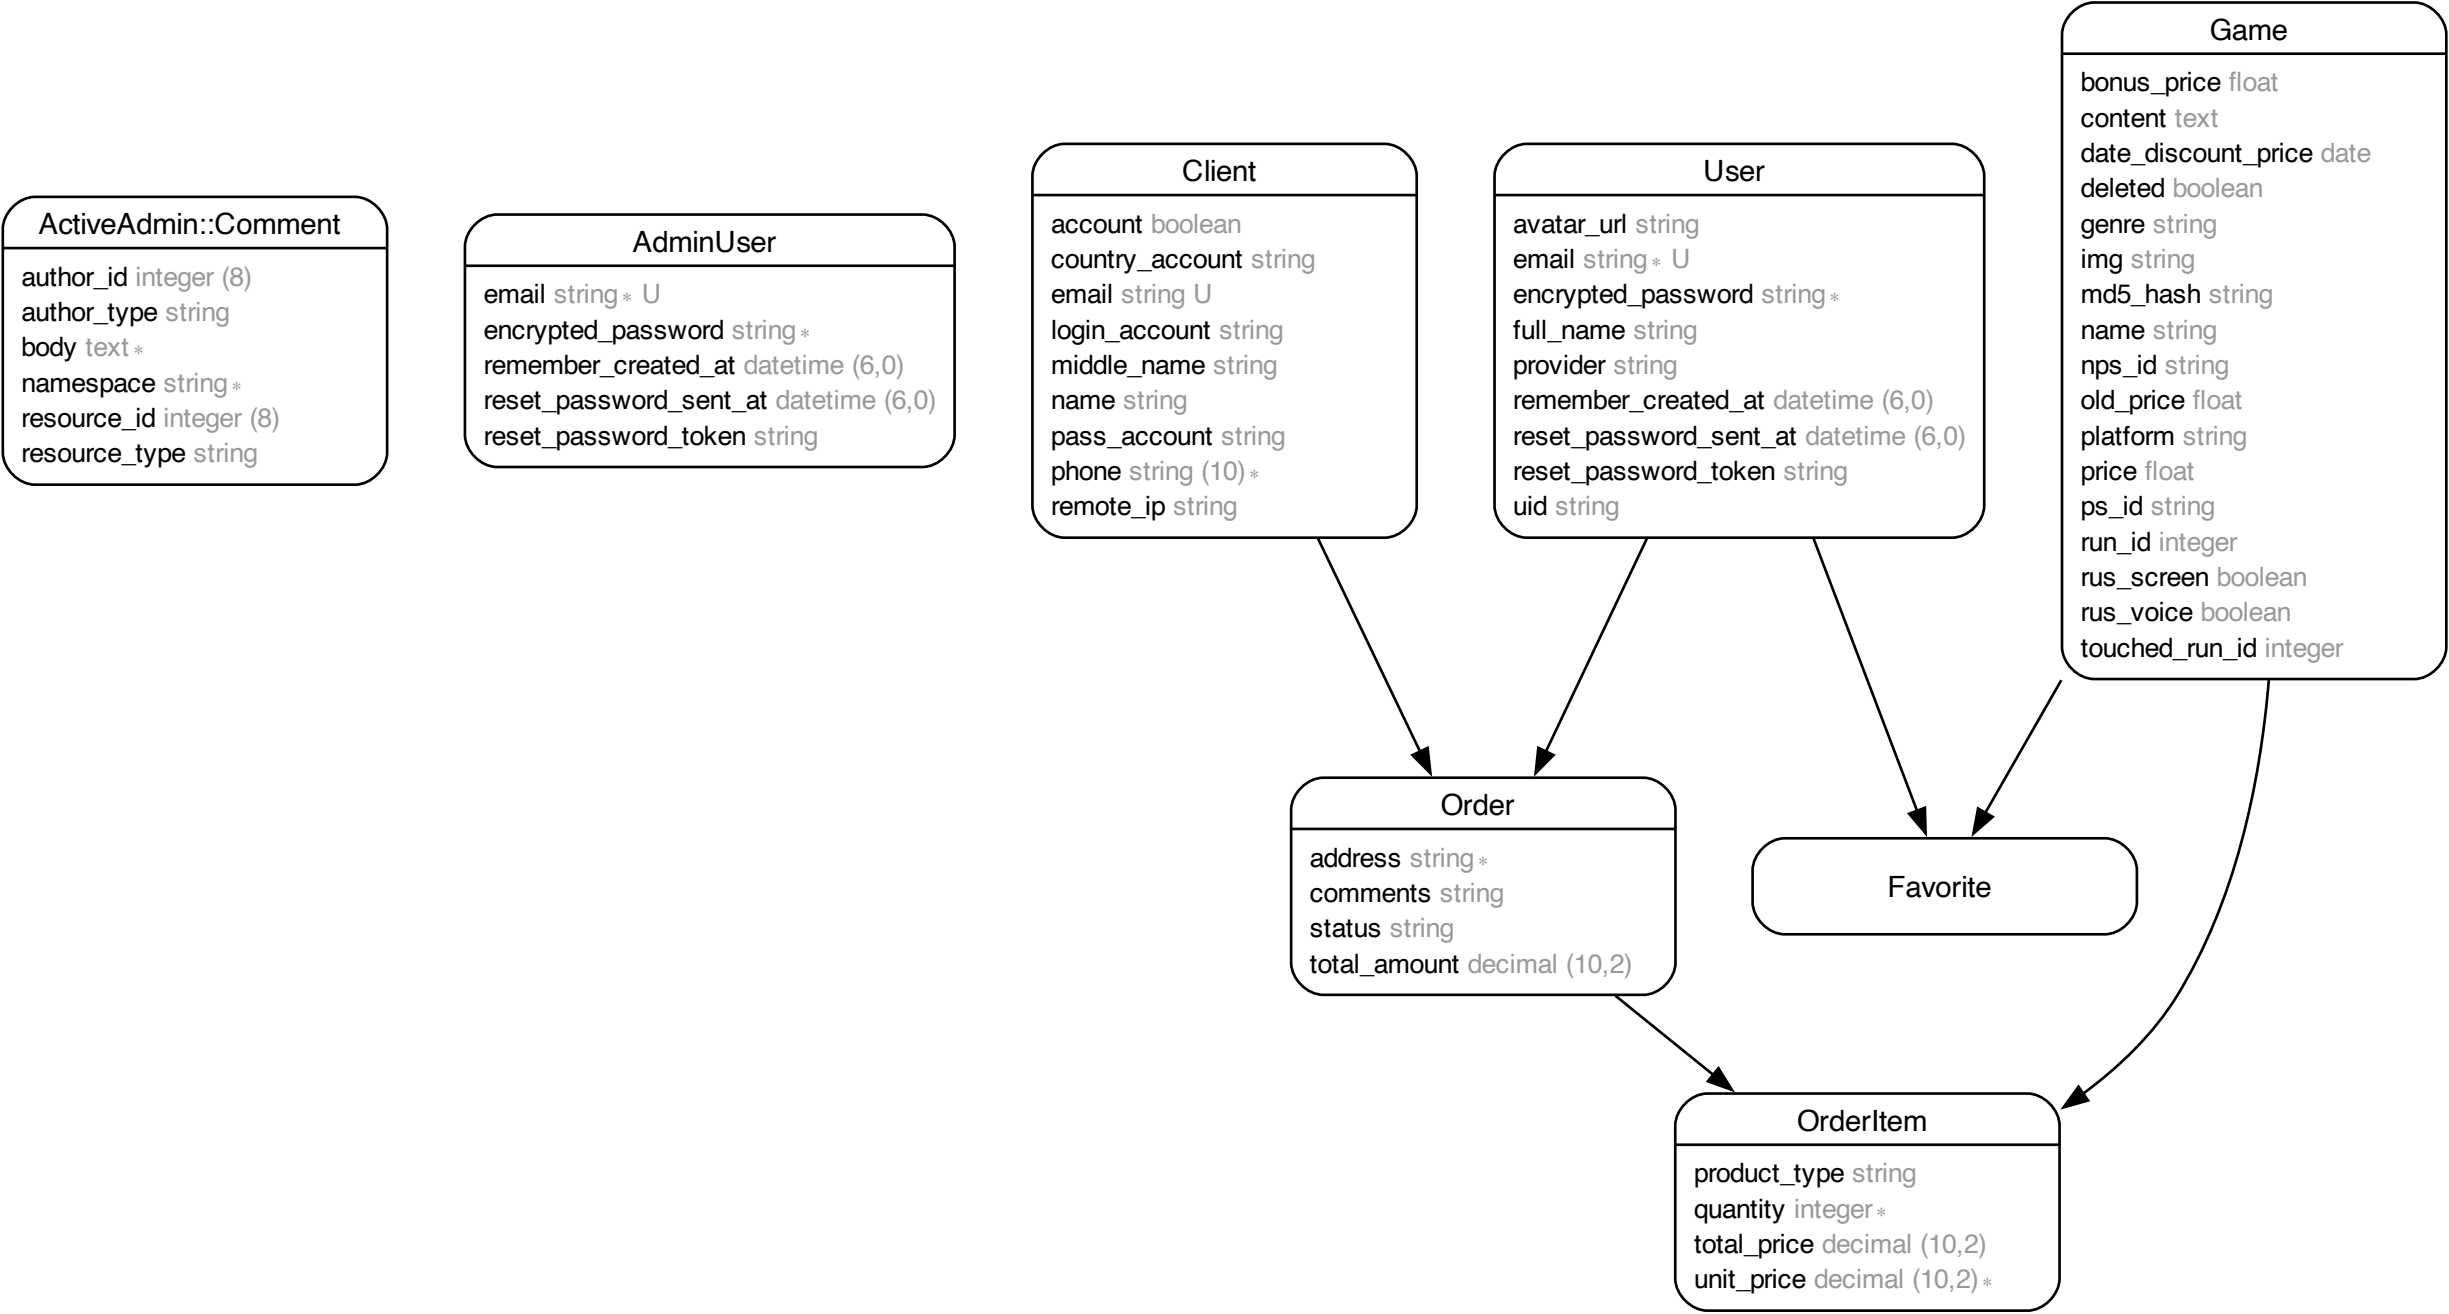 ActiveAdmin::Comment
author_id integer (8)
author_type string
body text *
namespace string *
resource_id integer (8)
resource_type string
AdminUser
email string * U
encrypted_password string *
remember_created_at datetime (6,0)
reset_password_sent_at datetime (6,0)
reset_password_token string
Client
account boolean
country_account string
email string U
login_account string
middle_name string
name string
pass_account string
phone string (10) *
remote_ip string
User
avatar_url string
email string * U
encrypted_password string *
full_name string
provider string
remember_created_at datetime (6,0)
reset_password_sent_at datetime (6,0)
reset_password_token string
uid string
Game
bonus_price float
content text
date_discount_price date
deleted boolean
genre string
img string
md5_hash string
name string
nps_id string
old_price float
platform string
price float
ps_id string
run_id integer
rus_screen boolean
rus_voice boolean
touched_run_id integer
Order
address string *
comments string
status string
total_amount decimal (10,2)
Favorite
OrderItem
product_type string
quantity integer *
total_price decimal (10,2)
unit_price decimal (10,2) *